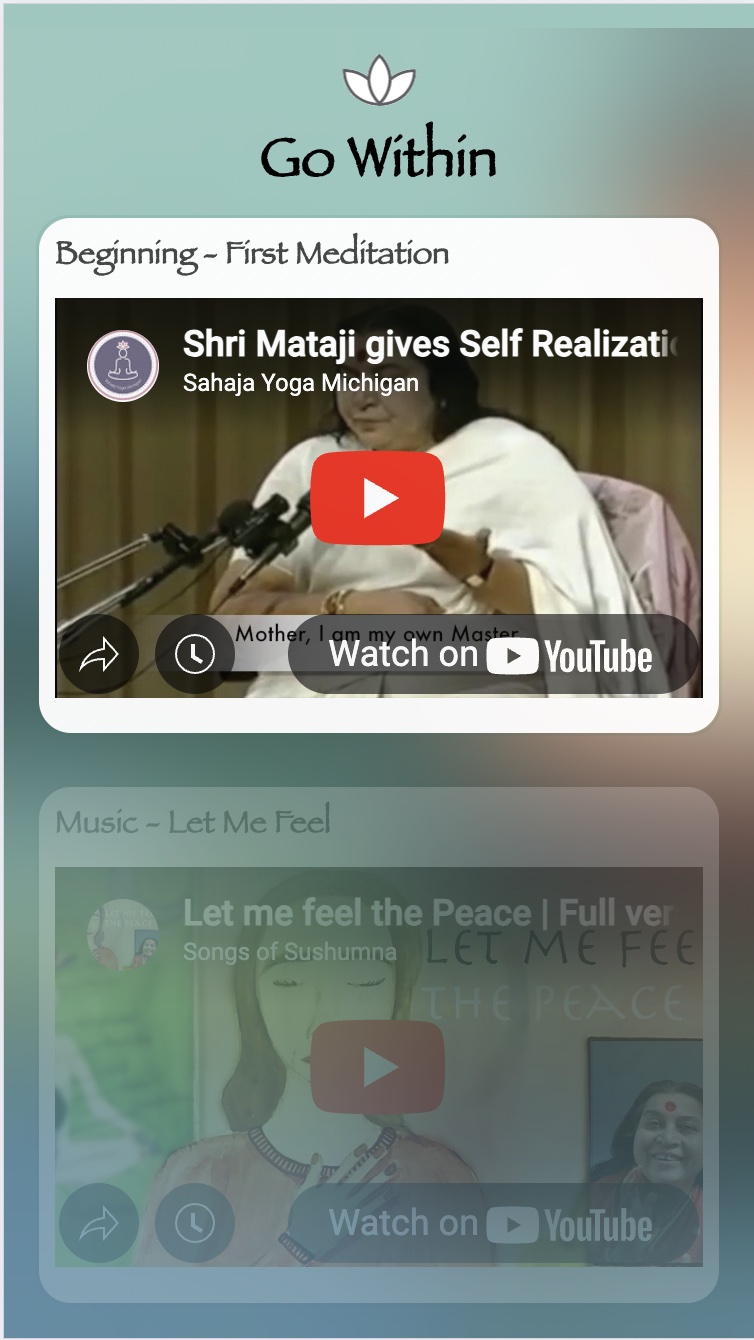 Go Within
Beginning - First Meditation
Shri Mataji gives Self Realizatio
Sahaja Yoga Michigan
Mother, I am my own Master
Watch on YouTube
Music - Let Me Feel
Let me feel the Peace | Full ver
Songs of Sushumna
LET ME FEE
THE PEACE
Watch on YouTube